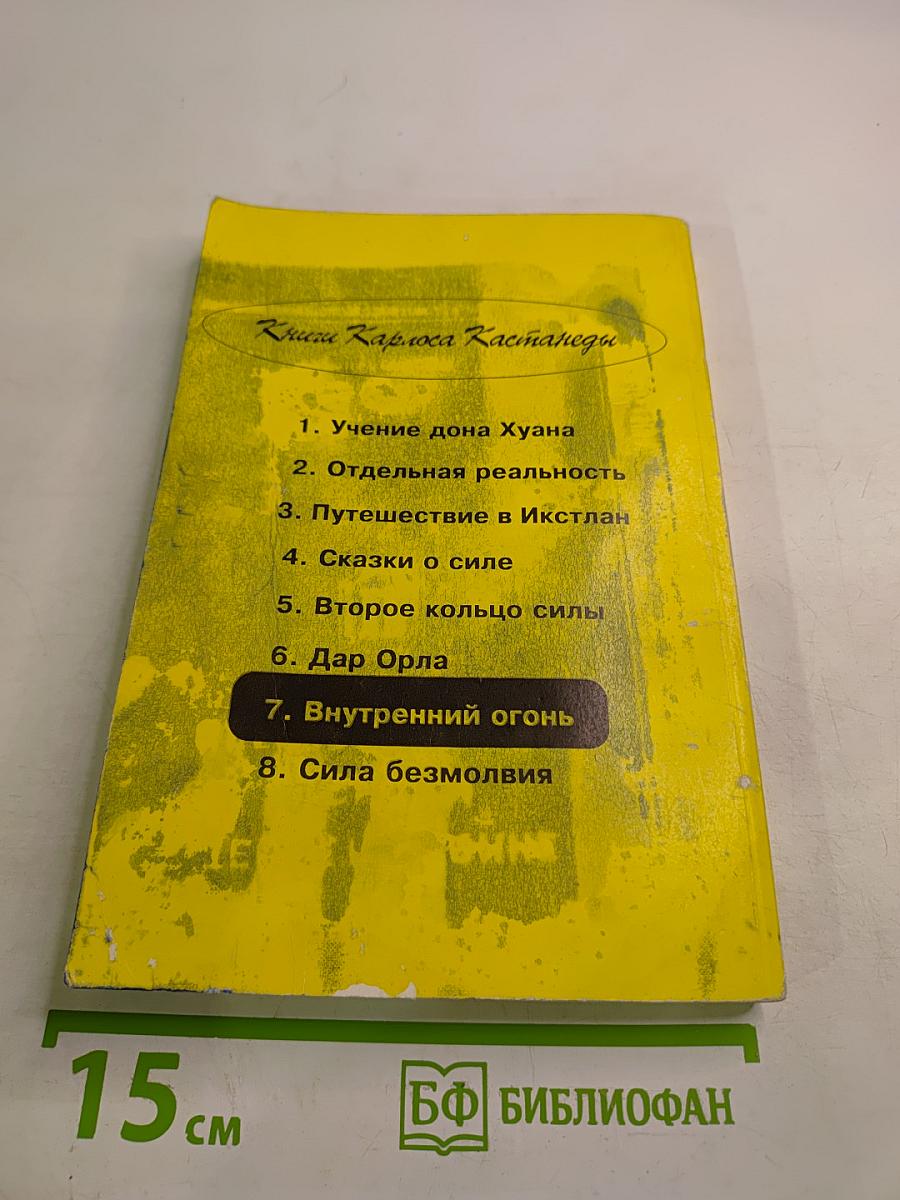 Книги Карлоса Кастанеды
1. Учение дона Хуана
2. Отдельная реальность
3. Путешествие в Икстлан
4. Сказки о силе
5. Второе кольцо силы
6. Дар Орла
7. Внутренний огонь
8. Сила безмолвия
15 см
БФ БИБЛИОФАН